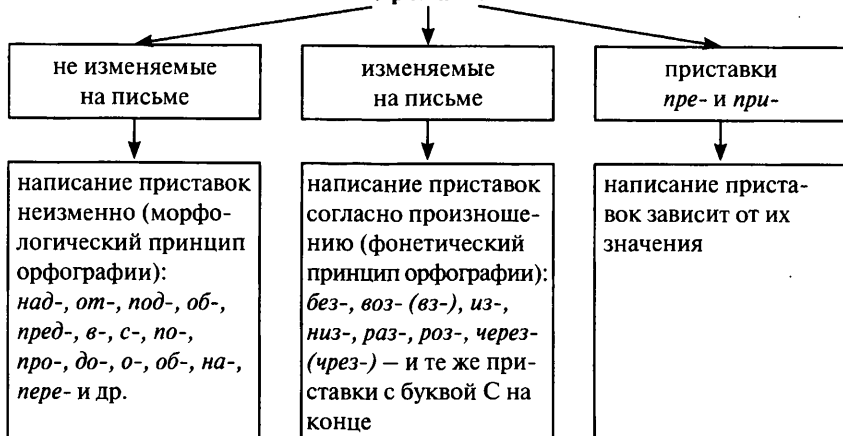 не изменяемые
на письме
изменяемые
на письме
приставки
пре- и при-
написание приставок
неизменно (морфо-
логический принцип
орфографии):
над-, от-, под-, об-,
пред-, в-, с-, по-,
про-, до-, о-, об-, на-,
пере- и др.
написание приставок
согласно произноше-
нию (фонетический
принцип орфографии):
без-, воз- (вз-), из-,
низ-, раз-, роз-, через-
(чрез-) – и те же при-
ставки с буквой С на
конце
написание приста-
вок зависит от их
значения